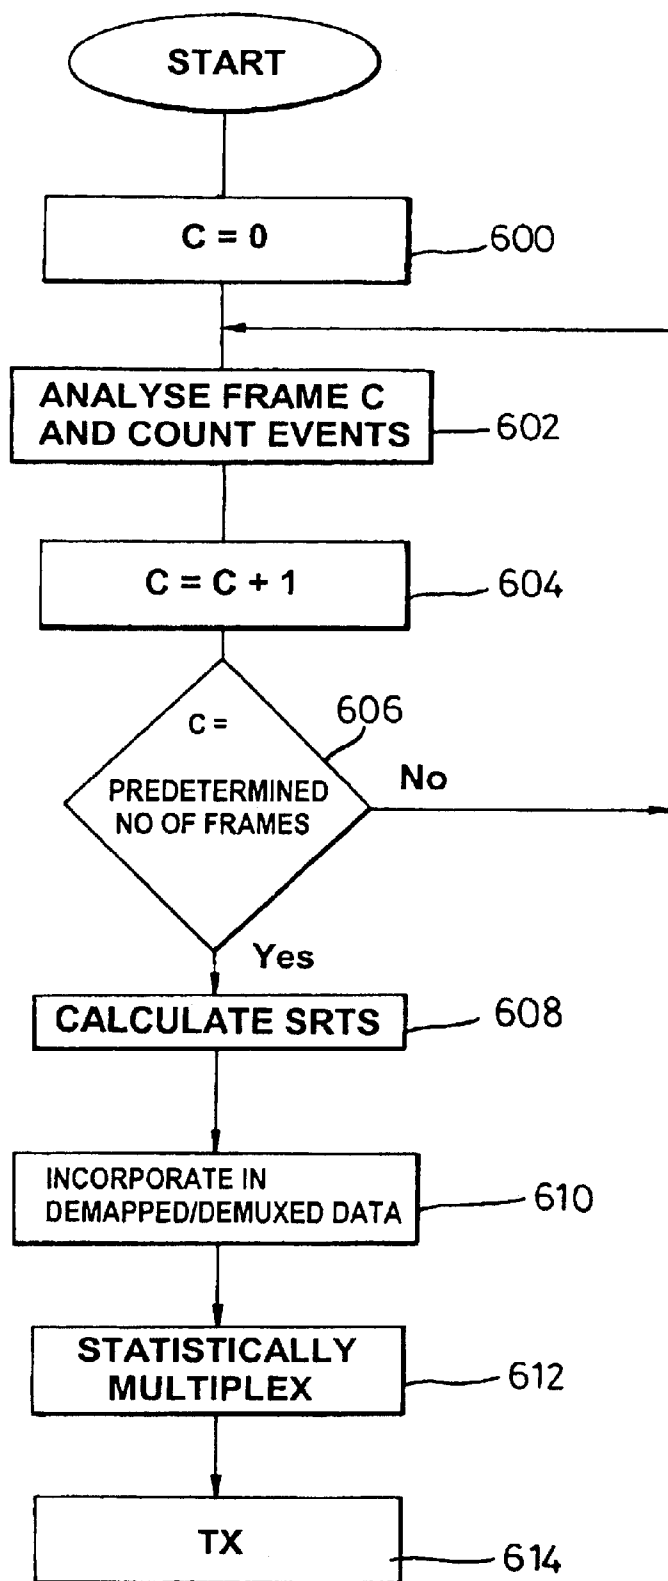 START
C = 0
600
ANALYSE FRAME C
AND COUNT EVENTS
602
C = C + 1
604
C =
606
PREDETERMINED
NO OF FRAMES
No
Yes
CALCULATE SRTS
608
INCORPORATE IN
DEMAPPED/DEMUXED DATA
610
STATISTICALLY
MULTIPLEX
612
TX
614